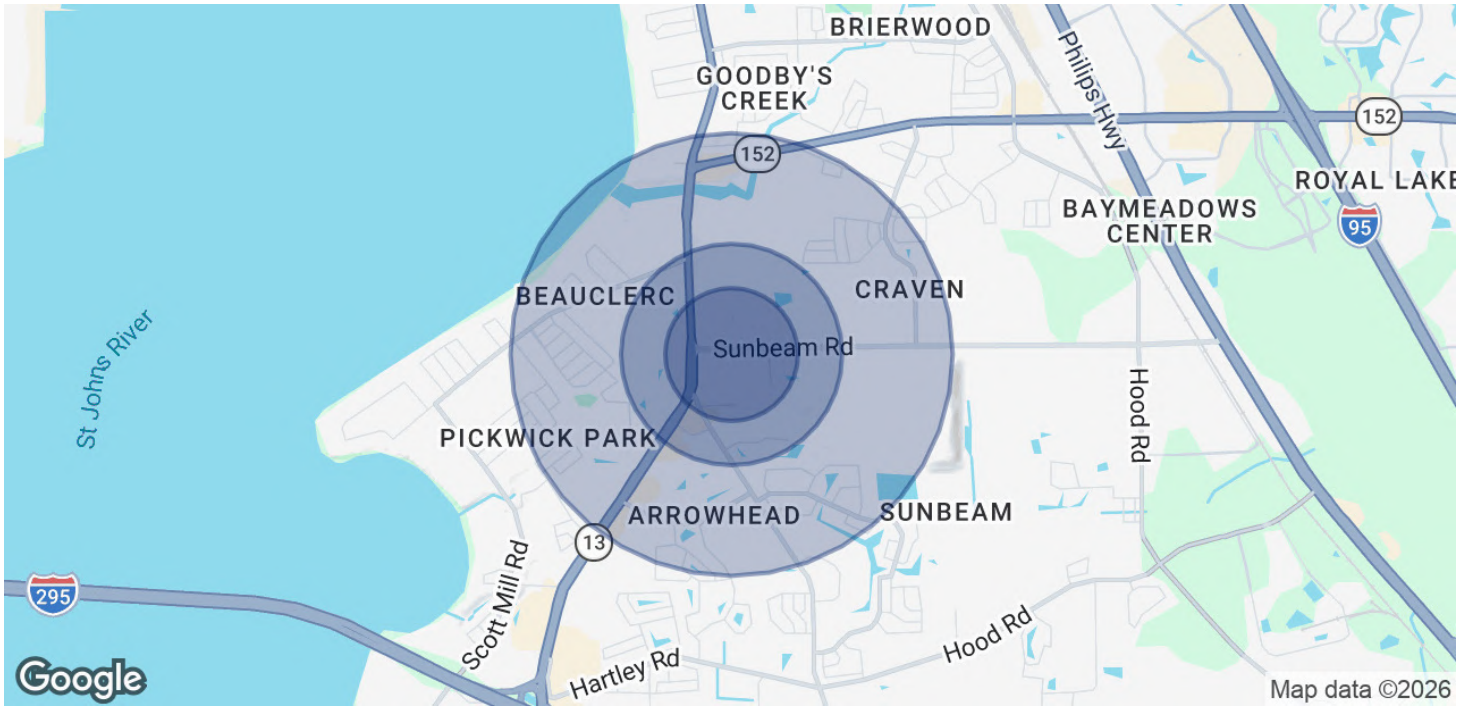 BRIERWOOD
GOODBY'S
CREEK
Philips Hwy
152
152
ROYAL LAKE
BAYMEADOWS
CENTER
95
BEAUCLERC
CRAVEN
St Johns River
Sunbeam Rd
Hood Rd
PICKWICK PARK
ARROWHEAD
SUNBEAM
13
Scott Mill Rd
295
Hood Rd
Hartley Rd
Google
Map data ©2026